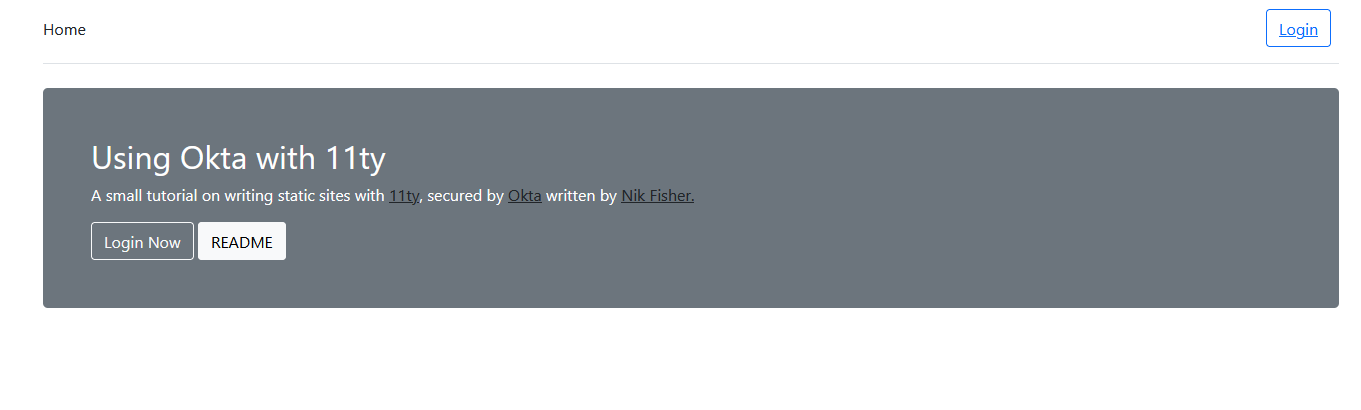 Home
Login
Using Okta with 11ty
A small tutorial on writing static sites with 11ty, secured by Okta written by Nik Fisher.
Login Now
README